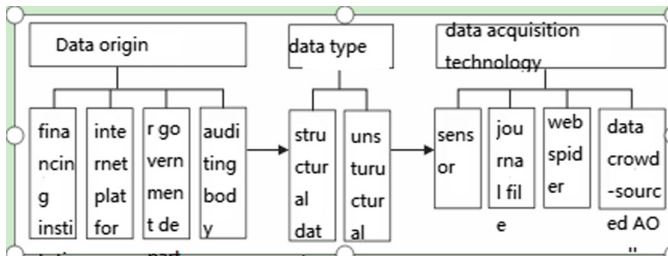 Data origin
data type
data acquisition
technology
fina
ncin
g
insti
inte
rnet
plat
for
r go
vern
men
t de
part
audi
ting
bod
y
stru
ctur
al
dat
uns
turu
ctur
al
sens
or
jou
rna
l fil
e
web
spid
er
data
crowd
-sourc
ed AO